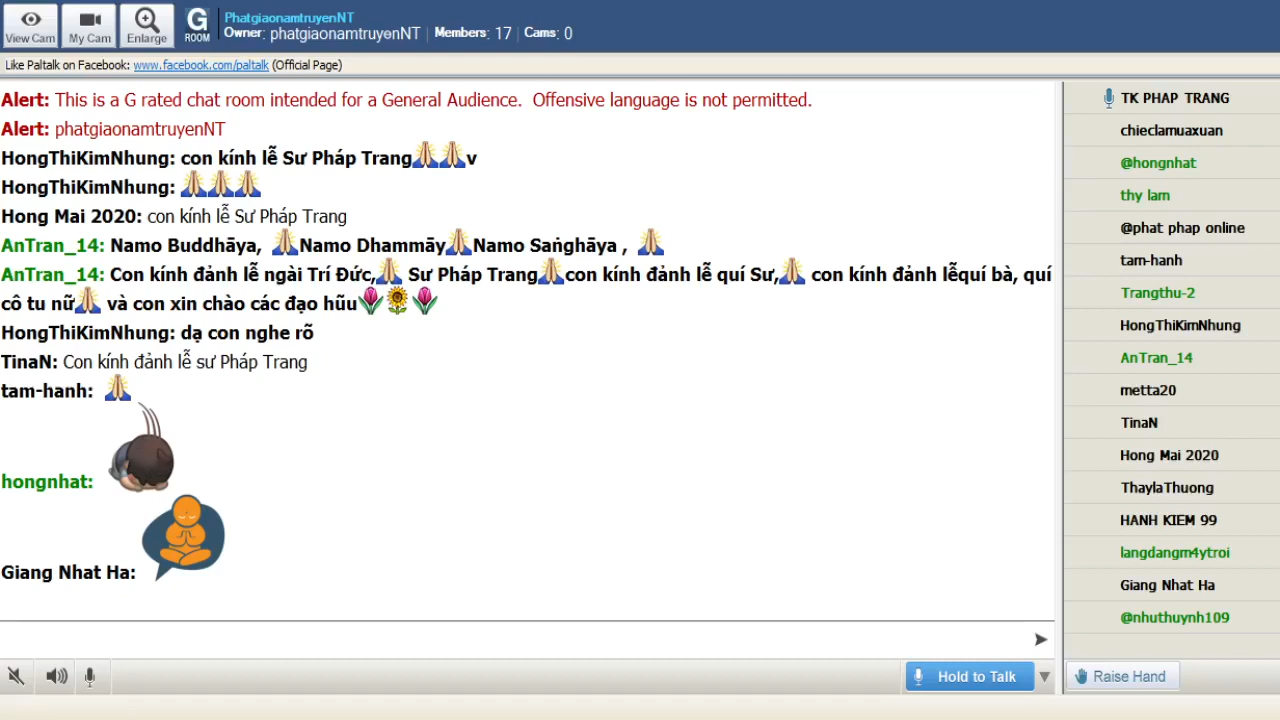 View Cam
My Cam
Enlarge
G
ROOM
PhatgiaonamtruyenNT
Owner: phatgiaonamtruyenNT | Members: 17 | Cams: 0
Like Paltalk on Facebook: www.facebook.com/paltalk (Official Page)
Alert: This is a G rated chat room intended for a General Audience. Offensive language is not permitted.
Alert: phatgiaonamtruyenNT
HongThiKimNhung: con kính lễ Sư Pháp Trang🙏🙏v
HongThiKimNhung: 🙏🙏🙏
Hong Mai 2020: con kính lễ Sư Pháp Trang
AnTran_14: Namo Buddhāya, 🙏Namo Dhammāy🙏Namo Saṅghāya , 🙏
AnTran_14: Con kính đảnh lễ ngài Trí Đức,🙏 Sư Pháp Trang🙏con kính đảnh lễ quí Sư,🙏 con kính đảnh lễquí bà, quí
cô tu nữ🙏 và con xin chào các đạo hũu🌷🌻🌷
HongThiKimNhung: dạ con nghe rõ
TinaN: Con kính đảnh lễ sư Pháp Trang
tam-hanh: 🙏
hongnhat:
Giang Nhat Ha:
Hold to Talk
TK PHAP TRANG
chieclamuaxuan
@hongnhat
thy lam
@phat phap online
tam-hanh
Trangthu-2
HongThiKimNhung
AnTran_14
metta20
TinaN
Hong Mai 2020
ThaylaThuong
HANH KIEM 99
langdangm4ytroi
Giang Nhat Ha
@nhuthuynh109
Raise Hand